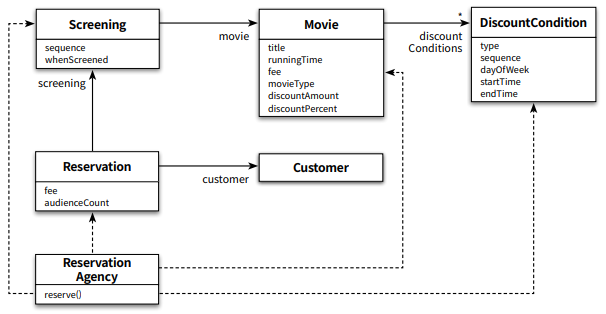 Screening
sequence
whenScreened
movie
Movie
title
runningTime
fee
movieType
discountAmount
discountPercent
*
discount
Conditions
DiscountCondition
type
sequence
dayOfWeek
startTime
endTime
screening
Reservation
fee
audienceCount
customer
Customer
Reservation
Agency
reserve()